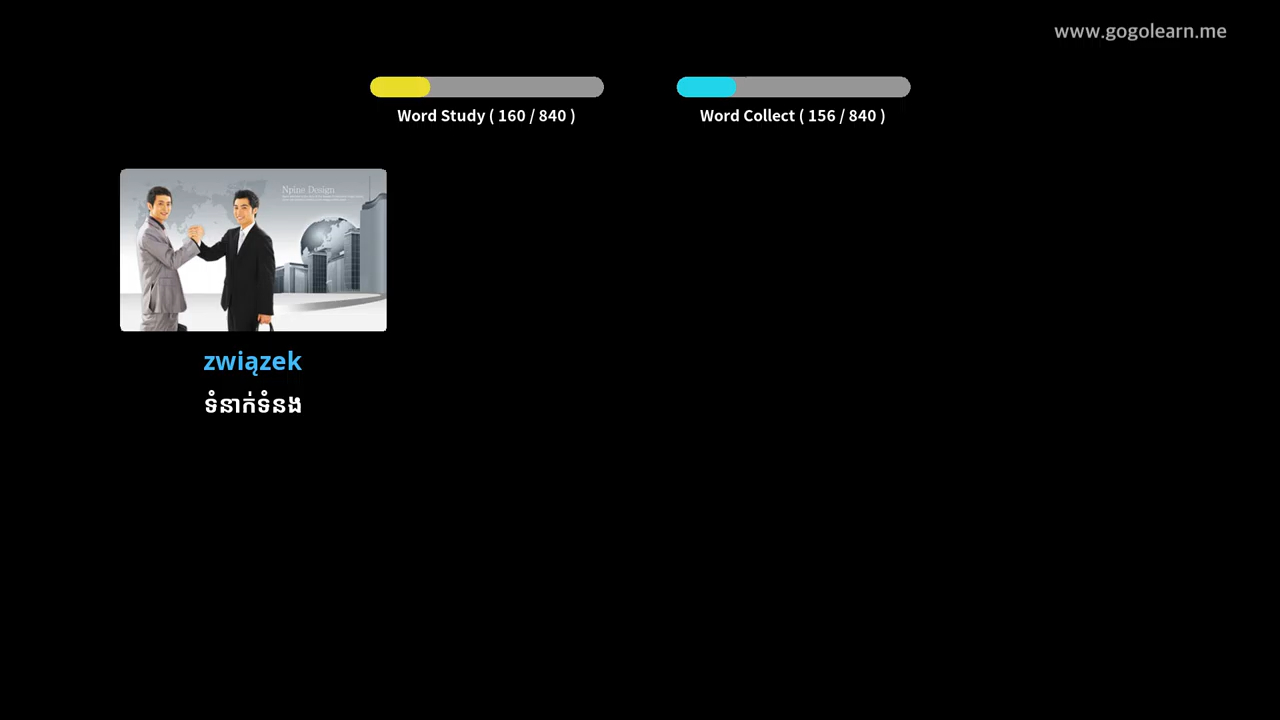 www.gogolearn.me
Word Study ( 160 / 840 )
Word Collect ( 156 / 840 )
Npine Design
związek
ទំនាក់ទំនង